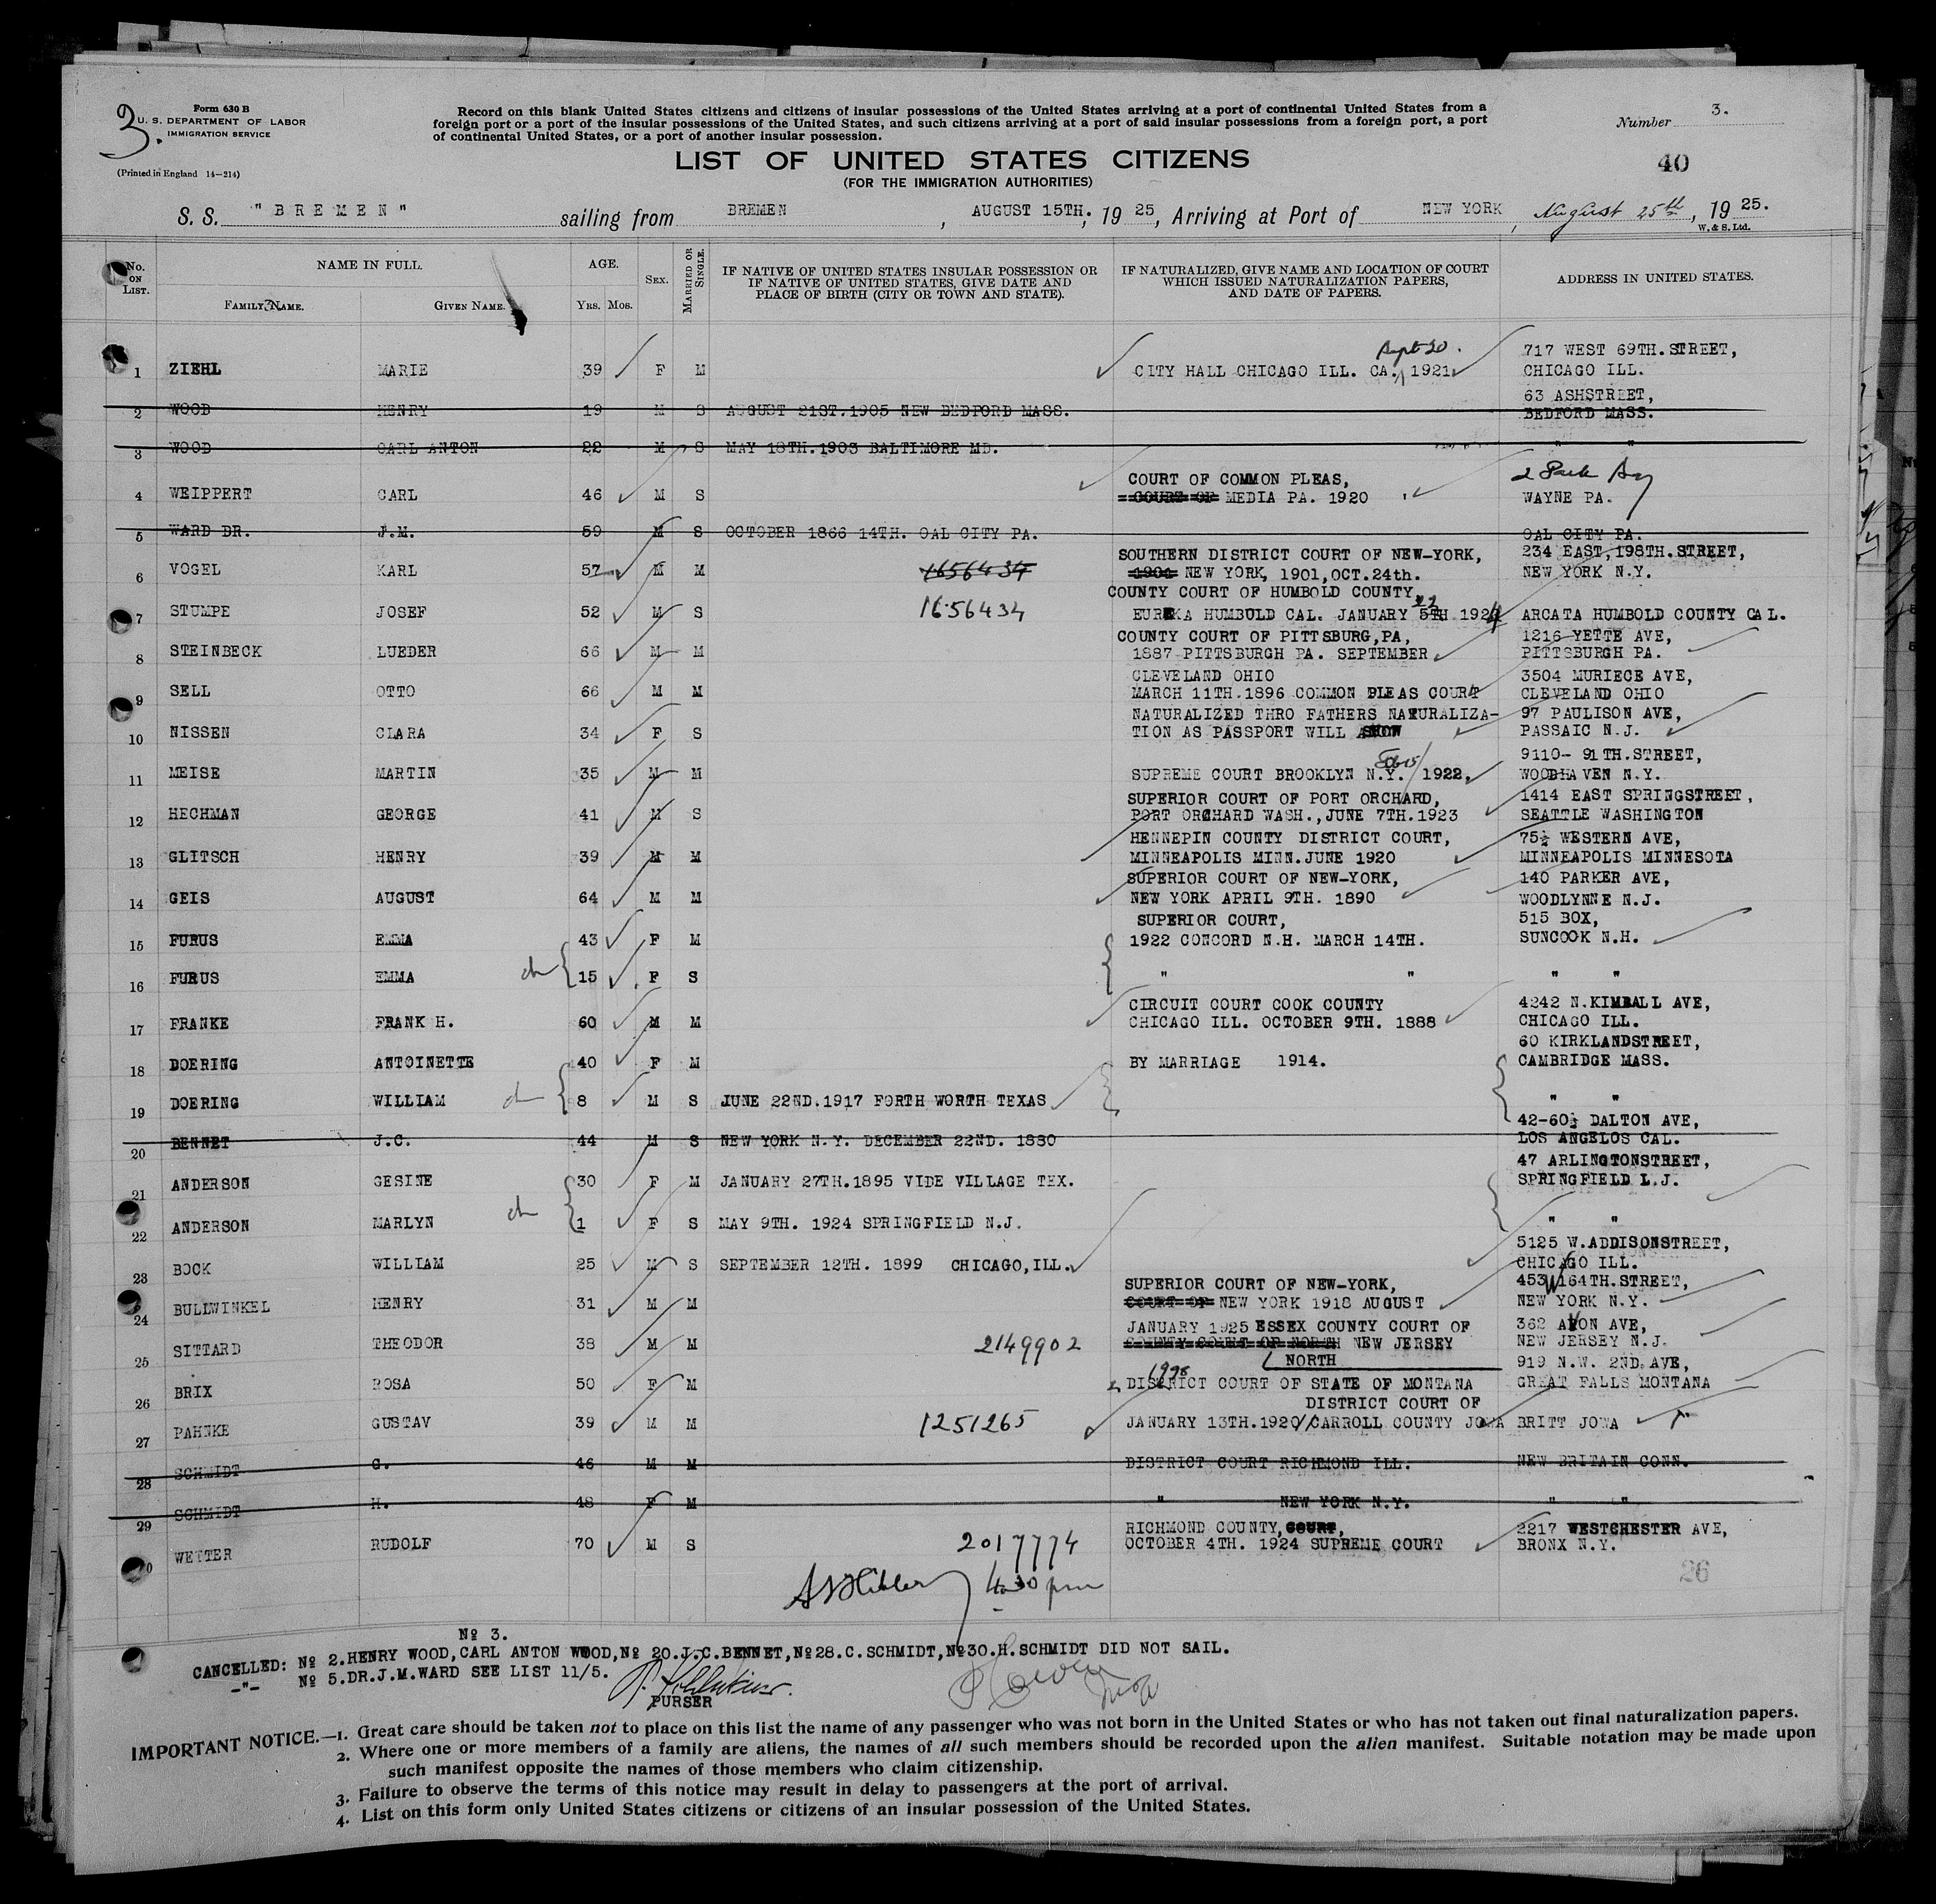 3.
Form 630 B
U. S. DEPARTMENT OF LABOR
IMMIGRATION SERVICE
(Printed in England 14—214)
Record on this blank United States citizens and citizens of insular possessions of the United States arriving at a port of continental United States from a
foreign port or a port of the insular possessions of the United States, and such citizens arriving at a port of said insular possessions from a foreign port, a port
of continental United States, or a port of another insular possession.
Number 3.
LIST OF UNITED STATES CITIZENS
40
(FOR THE IMMIGRATION AUTHORITIES)
S. S. "BREMEN" sailing from BREMEN, AUGUST 15TH. 1925, Arriving at Port of NEW YORK, August 25th, 1925.
W. & S. Ltd.
No. ON LIST. NAME IN FULL. FAMILY NAME. GIVEN NAME. AGE. YRS. MOS. SEX. MARRIED OR SINGLE. IF NATIVE OF UNITED STATES INSULAR POSSESSION OR IF NATIVE OF UNITED STATES, GIVE DATE AND PLACE OF BIRTH (CITY OR TOWN AND STATE). IF NATURALIZED, GIVE NAME AND LOCATION OF COURT WHICH ISSUED NATURALIZATION PAPERS, AND DATE OF PAPERS. ADDRESS IN UNITED STATES.
Sept 20. 717 WEST 69TH. STREET,
1 ZIEHL MARIE 39 F M CITY HALL CHICAGO ILL. CA. 1921 CHICAGO ILL.
63 ASHSTREET,
2 WOOD HENRY 19 M S AUGUST 21ST.1905 NEW BEDFORD MASS. BEDFORD MASS.
3 WOOD CARL ANTON 22 M S MAY 18TH.1903 BALTIMORE MD. " "
COURT OF COMMON PLEAS, 2 Park
4 WEIPPERT CARL 46 M S COURT OF MEDIA PA. 1920 WAYNE PA.
5 WARD DR. J.M. 59 M S OCTOBER 1866 14TH. OAL CITY PA. OAL CITY PA.
SOUTHERN DISTRICT COURT OF NEW-YORK, 234 EAST, 198TH. STREET,
6 VOGEL KARL 57 M M 1656434 1901 NEW YORK, 1901,OCT.24th. NEW YORK N.Y.
COUNTY COURT OF HUMBOLD COUNTY
7 STUMPE JOSEF 52 M S 1656434 EUREKA HUMBOLD CAL. JANUARY 5TH 22 1924 ARCATA HUMBOLD COUNTY CAL.
COUNTY COURT OF PITTSBURG,PA, 1216 YETTE AVE,
8 STEINBECK LUEDER 66 M M 1887 PITTSBURGH PA. SEPTEMBER PITTSBURGH PA.
CLEVELAND OHIO 3504 MURIECE AVE,
9 SELL OTTO 66 M M MARCH 11TH.1896 COMMON PLEAS COURT CLEVELAND OHIO
NATURALIZED THRO FATHERS NATURALIZA- 97 PAULISON AVE,
10 NISSEN CLARA 34 F S TION AS PASSPORT WILL SHOW PASSAIC N.J.
9110- 91TH.STREET,
11 MEISE MARTIN 35 M M SUPREME COURT BROOKLYN N.Y. 1922, WOODHAVEN N.Y.
SUPERIOR COURT OF PORT ORCHARD, 1414 EAST SPRINGSTREET,
12 HECHMAN GEORGE 41 M S PORT ORCHARD WASH.,JUNE 7TH.1923 SEATTLE WASHINGTON
HENNEPIN COUNTY DISTRICT COURT, 75½ WESTERN AVE,
13 GLITSCH HENRY 39 M M MINNEAPOLIS MINN.JUNE 1920 MINNEAPOLIS MINNESOTA
SUPERIOR COURT OF NEW-YORK, 140 PARKER AVE,
14 GEIS AUGUST 64 M M NEW YORK APRIL 9TH. 1890 WOODLYNNE N.J.
SUPERIOR COURT, 515 BOX,
15 FURUS EMMA 43 F M 1922 CONCORD N.H. MARCH 14TH. SUNCOOK N.H.
16 FURUS EMMA ch 15 F S " " " "
CIRCUIT COURT COOK COUNTY 4242 N.KIMBALL AVE,
17 FRANKE FRANK H. 60 M M CHICAGO ILL. OCTOBER 9TH. 1888 CHICAGO ILL.
60 KIRKLANDSTREET,
18 DOERING ANTOINETTE 40 F M BY MARRIAGE 1914. CAMBRIDGE MASS.
19 DOERING WILLIAM ch 8 M S JUNE 22ND.1917 FORTH WORTH TEXAS " "
42-60½ DALTON AVE,
20 BENNET J.C. 44 M S NEW YORK N.Y. DECEMBER 22ND. 1880 LOS ANGELOS CAL.
47 ARLINGTONSTREET,
21 ANDERSON GESINE 30 F M JANUARY 27TH.1895 VIDE VILLAGE TEX. SPRINGFIELD L.J.
22 ANDERSON MARLYN ch 1 F S MAY 9TH. 1924 SPRINGFIELD N.J. " "
5125 W.ADDISONSTREET,
23 BOCK WILLIAM 25 M S SEPTEMBER 12TH. 1899 CHICAGO,ILL. CHICAGO ILL.
SUPERIOR COURT OF NEW-YORK, 453 W 164TH.STREET,
24 BULLWINKEL HENRY 31 M M COURT OF NEW YORK 1918 AUGUST NEW YORK N.Y.
JANUARY 1925 ESSEX COUNTY COURT OF 362 AVON AVE,
25 SITTARD THEODOR 38 M M 2149902 COUNTY COURT OF NORTH NEW JERSEY NEW JERSEY N.J.
NORTH 919 N.W. 2ND.AVE,
26 BRIX ROSA 50 F M DISTRICT COURT OF STATE OF MONTANA GREAT FALLS MONTANA
DISTRICT COURT OF
27 PAHNKE GUSTAV 39 M M 1251265 JANUARY 13TH.1920//CARROLL COUNTY JOWA BRITT JOWA
28 SCHMIDT G. 46 M M DISTRICT COURT RICHMOND ILL. NEW BRITAIN CONN.
29 SCHMIDT H. 48 F M " NEW YORK N.Y. " "
RICHMOND COUNTY, COURT, 2217 WESTCHESTER AVE,
30 WETTER RUDOLF 70 M S 2017774 OCTOBER 4TH. 1924 SUPREME COURT BRONX N.Y.
4:30 pm 26
Nº 3.
CANCELLED: Nº 2.HENRY WOOD,CARL ANTON WOOD,Nº 20.J.C.BENNET,Nº28.C.SCHMIDT,Nº30.H.SCHMIDT DID NOT SAIL.
-"- Nº 5.DR.J.M.WARD SEE LIST 11/5.
PURSER
IMPORTANT NOTICE.—1. Great care should be taken not to place on this list the name of any passenger who was not born in the United States or who has not taken out final naturalization papers.
2. Where one or more members of a family are aliens, the names of all such members should be recorded upon the alien manifest. Suitable notation may be made upon
such manifest opposite the names of those members who claim citizenship.
3. Failure to observe the terms of this notice may result in delay to passengers at the port of arrival.
4. List on this form only United States citizens or citizens of an insular possession of the United States.